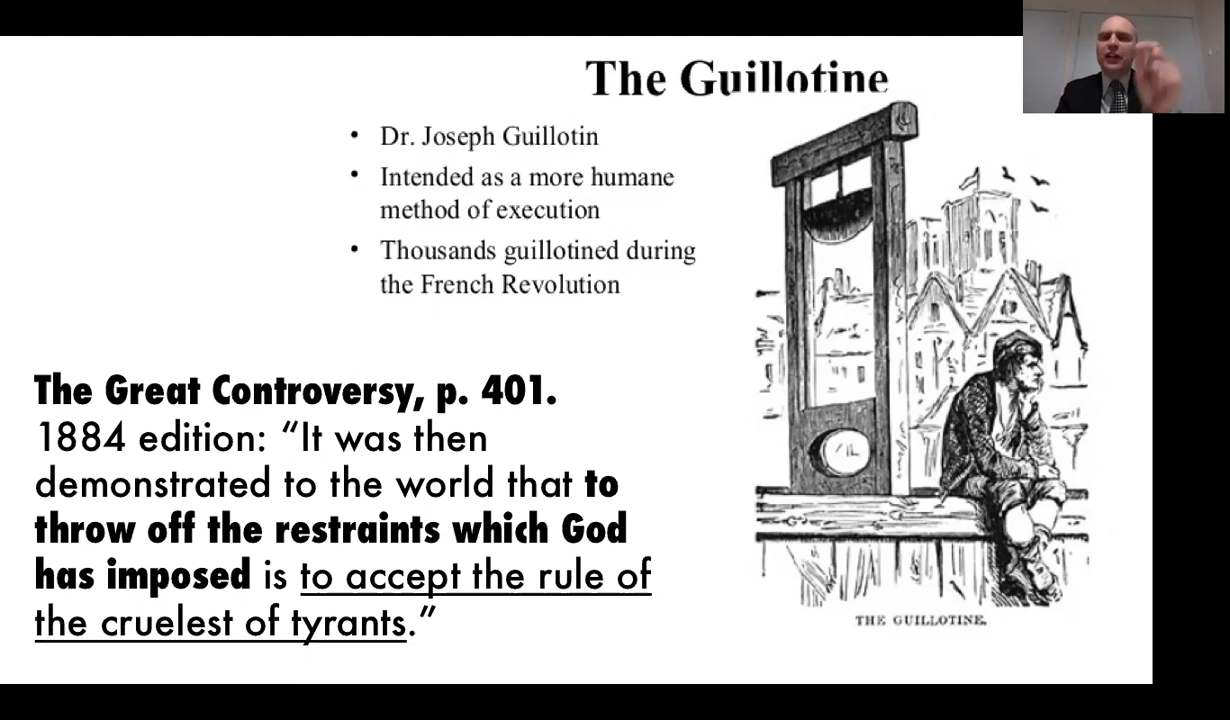 The Guillotine
• Dr. Joseph Guillotin
• Intended as a more humane
method of execution
• Thousands guillotined during
the French Revolution
The Great Controversy, p. 401.
1884 edition: “It was then
demonstrated to the world that to
throw off the restraints which God
has imposed is to accept the rule of
the cruelest of tyrants.”
THE GUILLOTINE.